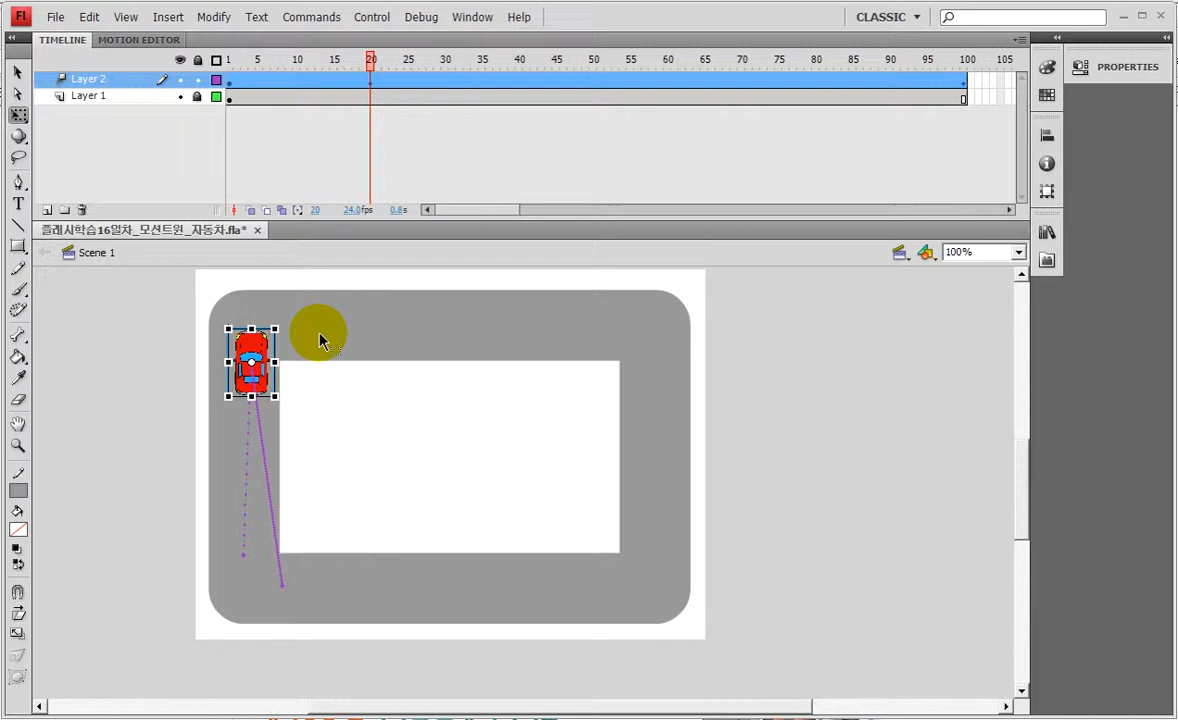 Fl File Edit View Insert Modify Text Commands Control Debug Window Help CLASSIC
TIMELINE MOTION EDITOR
1 5 10 15 20 25 30 35 40 45 50 55 60 65 70 75 80 85 90 95 100 105
Layer 2
Layer 1
20 24.0fps 0.8s
플래시학습16일차_모션트윈_자동차.fla*
Scene 1 100%
PROPERTIES